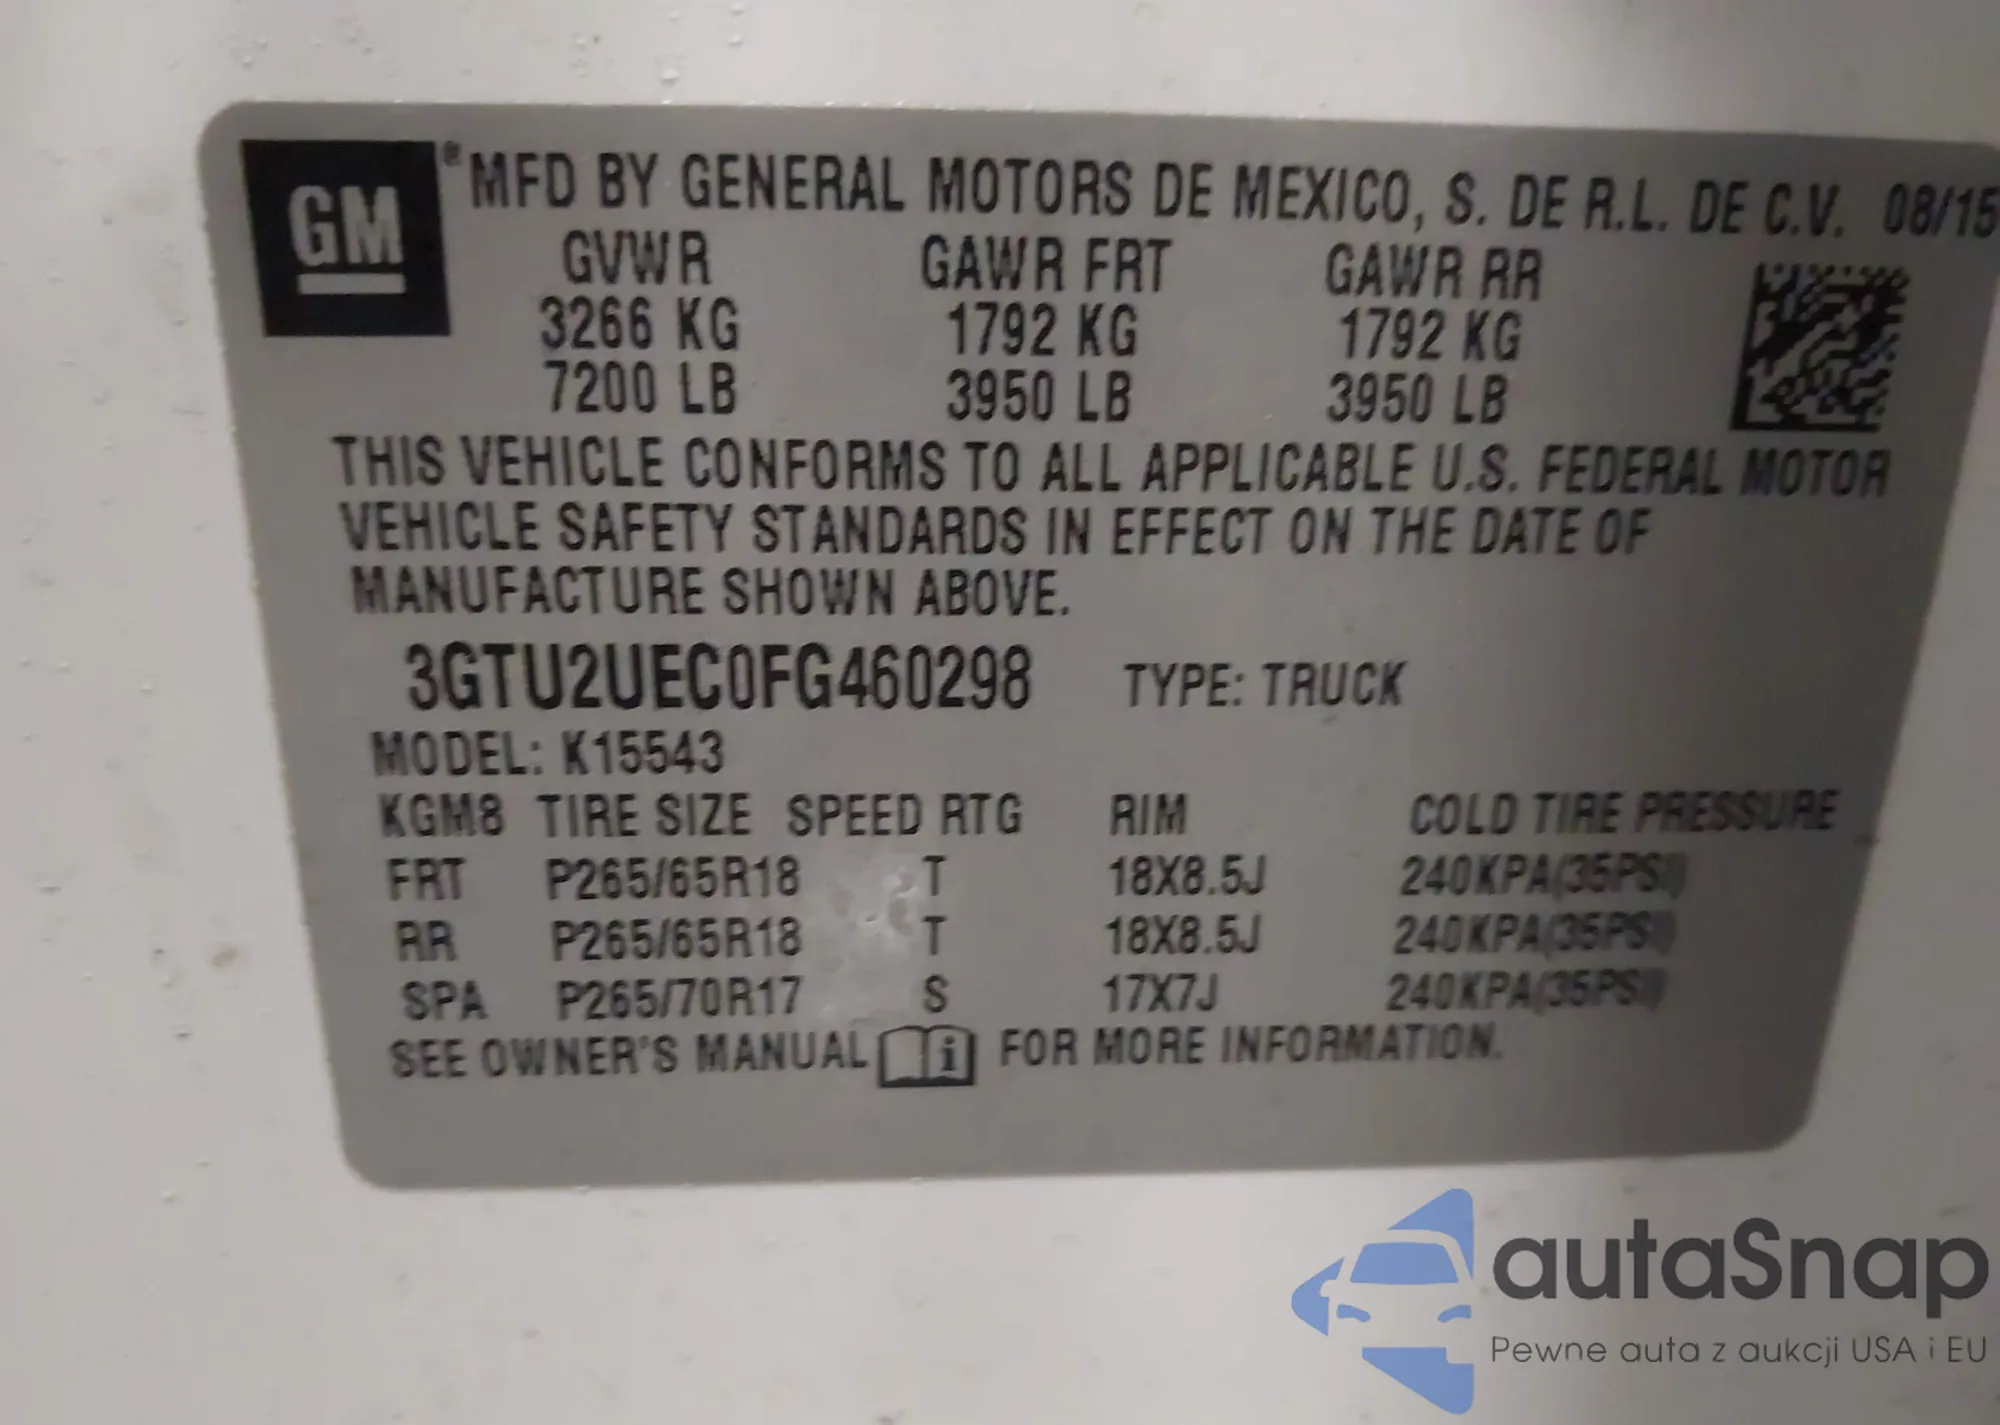 GM
®MFD BY GENERAL MOTORS DE MEXICO, S. DE R.L. DE C.V. 08/15
GVWR GAWR FRT GAWR RR
3266 KG 1792 KG 1792 KG
7200 LB 3950 LB 3950 LB
THIS VEHICLE CONFORMS TO ALL APPLICABLE U.S. FEDERAL MOTOR
VEHICLE SAFETY STANDARDS IN EFFECT ON THE DATE OF
MANUFACTURE SHOWN ABOVE.
3GTU2UEC0FG460298 TYPE: TRUCK
MODEL: K15543
KGM8 TIRE SIZE SPEED RTG RIM COLD TIRE PRESSURE
FRT P265/65R18 T 18X8.5J 240KPA(35PSI)
RR P265/65R18 T 18X8.5J 240KPA(35PSI)
SPA P265/70R17 S 17X7J 240KPA(35PSI)
SEE OWNER'S MANUAL i FOR MORE INFORMATION.
autaSnap
Pewne auta z aukcji USA i EU